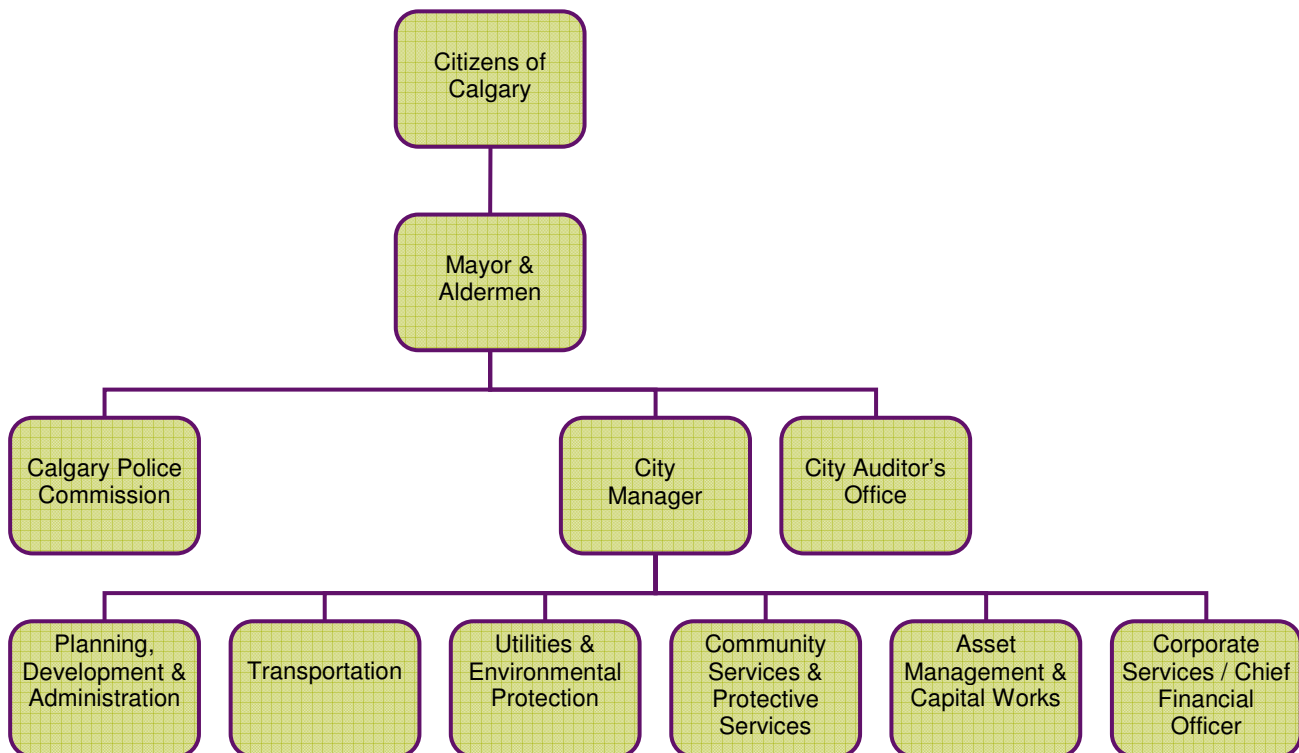 Citizens of
Calgary
Mayor &
Aldermen
Calgary Police
Commission
City
Manager
City Auditor's
Office
Planning,
Development &
Administration
Transportation
Utilities &
Environmental
Protection
Community
Services &
Protective
Services
Asset
Management &
Capital Works
Corporate
Services / Chief
Financial
Officer